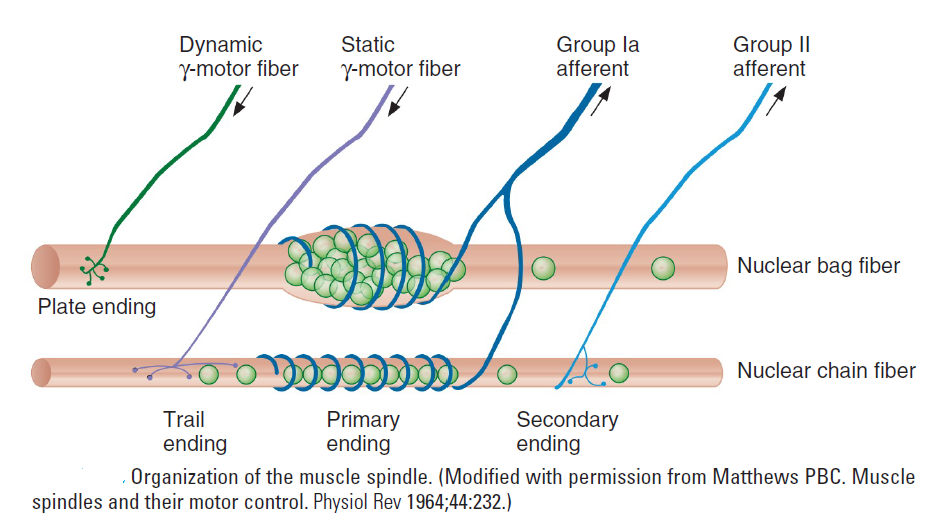 Dynamic
γ-motor fiber
Static
γ-motor fiber
Group Ia
afferent
Group II
afferent
Nuclear bag fiber
Plate ending
Nuclear chain fiber
Trail
ending
Primary
ending
Secondary
ending
. Organization of the muscle spindle. (Modified with permission from Matthews PBC. Muscle
spindles and their motor control. Physiol Rev 1964;44:232.)